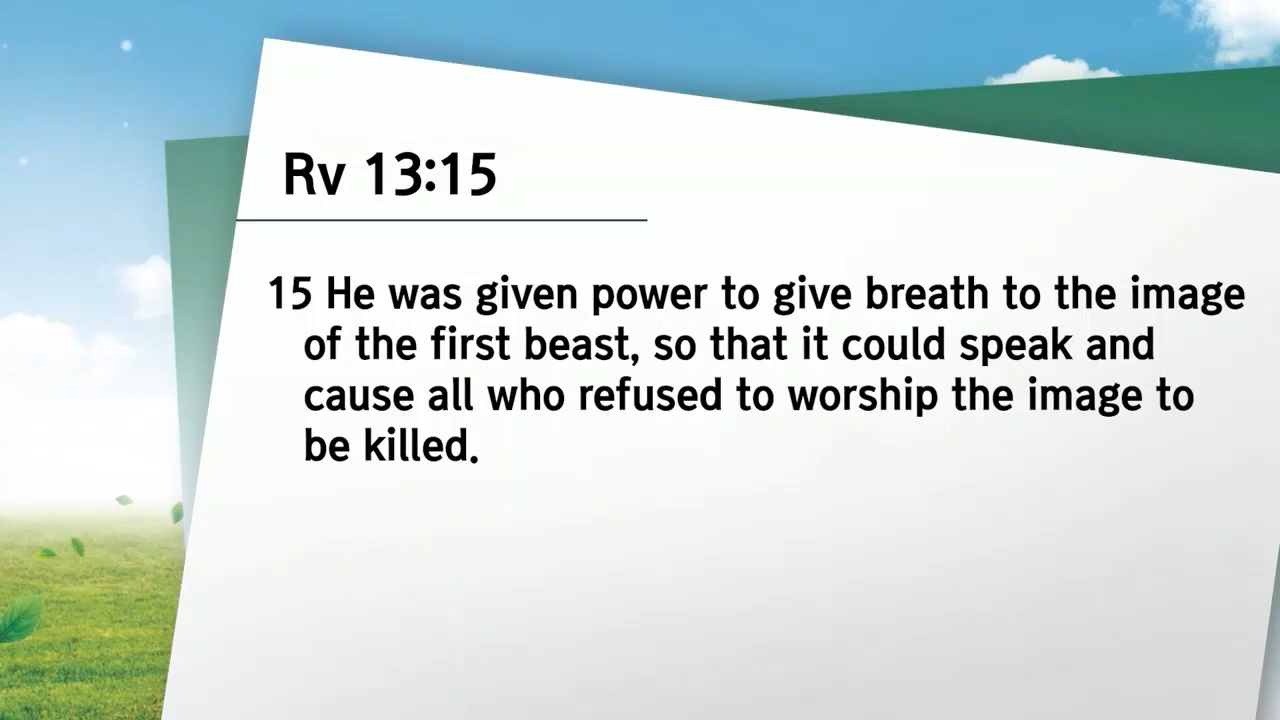 Rv 13:15
15 He was given power to give breath to the image
of the first beast, so that it could speak and
cause all who refused to worship the image to
be killed.